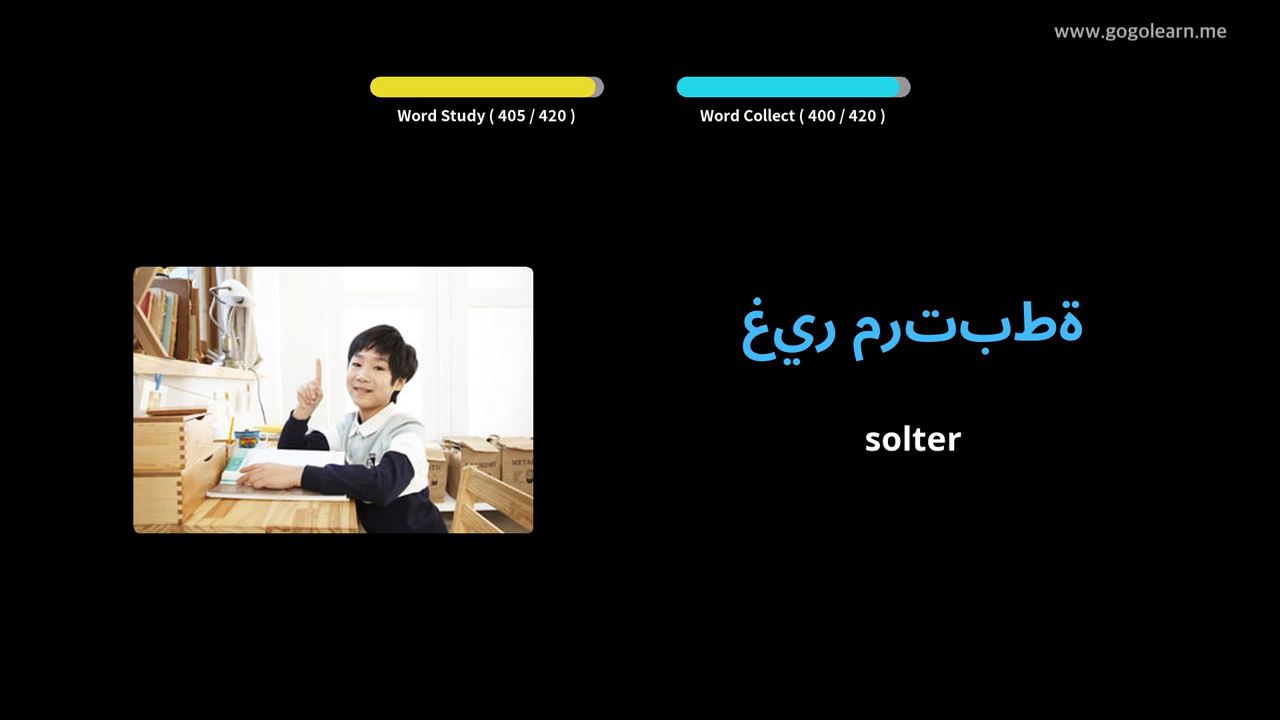 www.gogolearn.me
Word Study ( 405 / 420 )
Word Collect ( 400 / 420 )
غير مرتبطة
solter